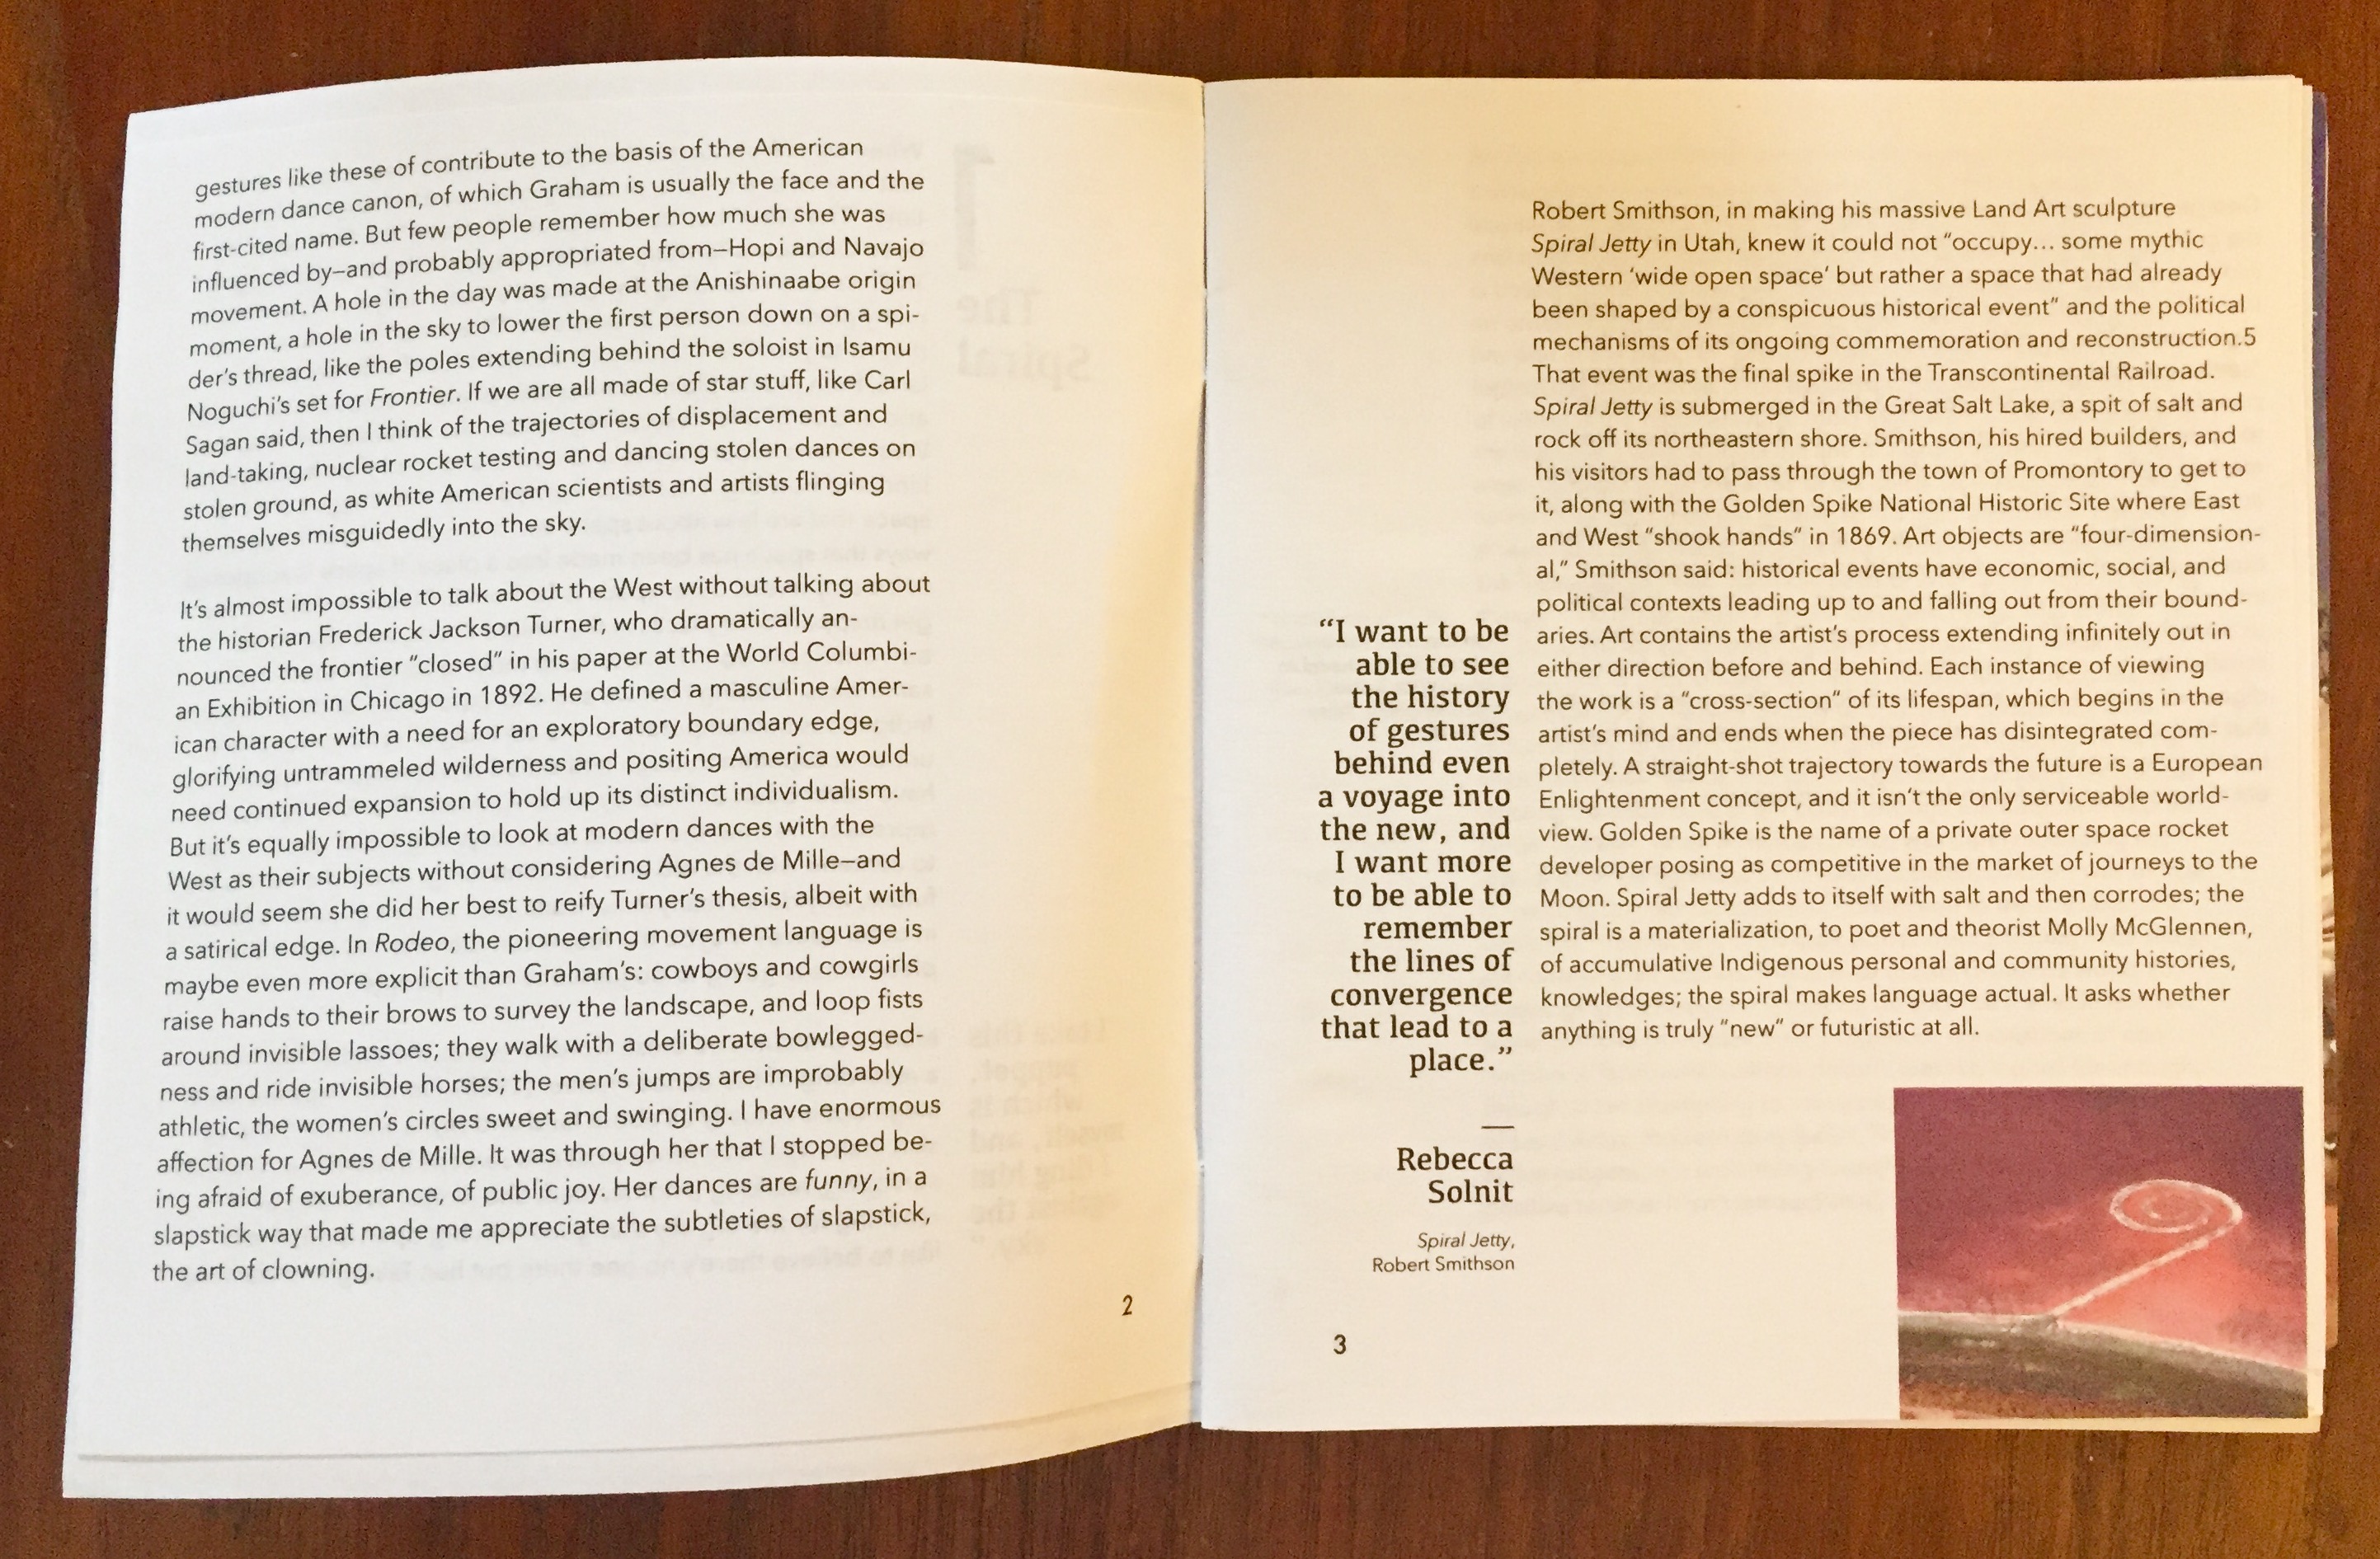 gestures like these of contribute to the basis of the American
modern dance canon, of which Graham is usually the face and the
first-cited name. But few people remember how much she was
influenced by—and probably appropriated from—Hopi and Navajo
movement. A hole in the day was made at the Anishinaabe origin
moment, a hole in the sky to lower the first person down on a spi-
der's thread, like the poles extending behind the soloist in Isamu
Noguchi's set for Frontier. If we are all made of star stuff, like Carl
Sagan said, then I think of the trajectories of displacement and
land-taking, nuclear rocket testing and dancing stolen dances on
stolen ground, as white American scientists and artists flinging
themselves misguidedly into the sky.
It's almost impossible to talk about the West without talking about
the historian Frederick Jackson Turner, who dramatically an-
nounced the frontier "closed" in his paper at the World Columbi-
an Exhibition in Chicago in 1892. He defined a masculine Amer-
ican character with a need for an exploratory boundary edge,
glorifying untrammeled wilderness and positing America would
need continued expansion to hold up its distinct individualism.
But it's equally impossible to look at modern dances with the
West as their subjects without considering Agnes de Mille—and
it would seem she did her best to reify Turner's thesis, albeit with
a satirical edge. In Rodeo, the pioneering movement language is
maybe even more explicit than Graham's: cowboys and cowgirls
raise hands to their brows to survey the landscape, and loop fists
around invisible lassoes; they walk with a deliberate bowlegged-
ness and ride invisible horses; the men's jumps are improbably
athletic, the women's circles sweet and swinging. I have enormous
affection for Agnes de Mille. It was through her that I stopped be-
ing afraid of exuberance, of public joy. Her dances are funny, in a
slapstick way that made me appreciate the subtleties of slapstick,
the art of clowning.
2
Robert Smithson, in making his massive Land Art sculpture
Spiral Jetty in Utah, knew it could not "occupy... some mythic
Western 'wide open space' but rather a space that had already
been shaped by a conspicuous historical event" and the political
mechanisms of its ongoing commemoration and reconstruction.5
That event was the final spike in the Transcontinental Railroad.
Spiral Jetty is submerged in the Great Salt Lake, a spit of salt and
rock off its northeastern shore. Smithson, his hired builders, and
his visitors had to pass through the town of Promontory to get to
it, along with the Golden Spike National Historic Site where East
and West "shook hands" in 1869. Art objects are "four-dimension-
al," Smithson said: historical events have economic, social, and
political contexts leading up to and falling out from their bound-
aries. Art contains the artist's process extending infinitely out in
either direction before and behind. Each instance of viewing
the work is a "cross-section" of its lifespan, which begins in the
artist's mind and ends when the piece has disintegrated com-
pletely. A straight-shot trajectory towards the future is a European
Enlightenment concept, and it isn't the only serviceable world-
view. Golden Spike is the name of a private outer space rocket
developer posing as competitive in the market of journeys to the
Moon. Spiral Jetty adds to itself with salt and then corrodes; the
spiral is a materialization, to poet and theorist Molly McGlennen,
of accumulative Indigenous personal and community histories,
knowledges; the spiral makes language actual. It asks whether
anything is truly "new" or futuristic at all.
"I want to be
able to see
the history
of gestures
behind even
a voyage into
the new, and
I want more
to be able to
remember
the lines of
convergence
that lead to a
place."
—
Rebecca
Solnit
Spiral Jetty,
Robert Smithson
3